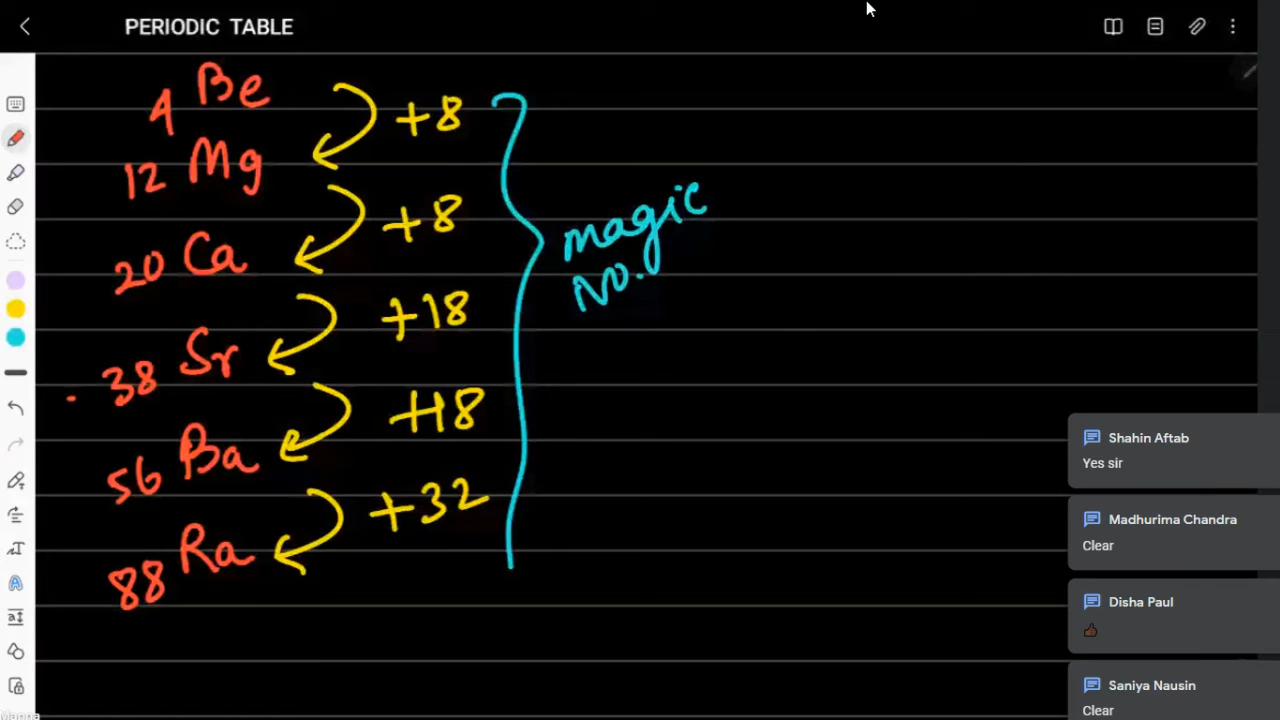 PERIODIC TABLE
4 Be
+8
12 Mg
+8
20 Ca
+18
38 Sr
+18
56 Ba
+32
88 Ra
magic
No.
Shahin Aftab
Yes sir
Madhurima Chandra
Clear
Disha Paul
Saniya Nausin
Clear